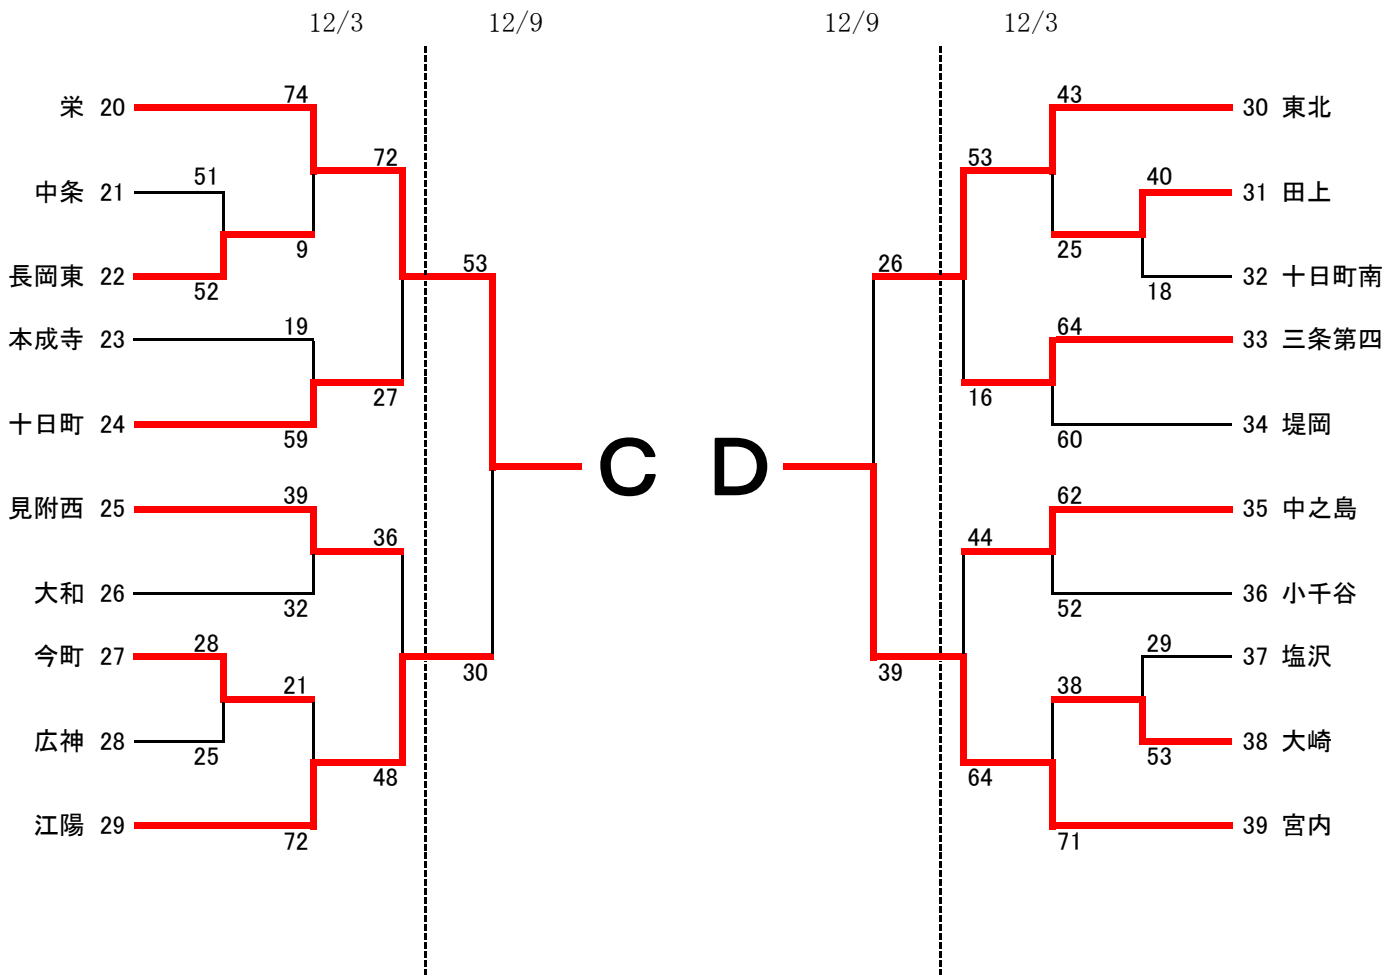 12/3 12/9 12/9 12/3
74 43
栄 20 30 東北
72 53
51 40
中条 21 31 田上
9 25
53 26
長岡東 22 32 十日町南
52 18
19 64
本成寺 23 33 三条第四
27 16
十日町 24 34 堤岡
59 60
C D
39 62
見附西 25 35 中之島
36 44
大和 26 36 小千谷
32 52
28 29
今町 27 37 塩沢
30 39
21 38
広神 28 38 大崎
25 53
48 64
江陽 29 39 宮内
72 71